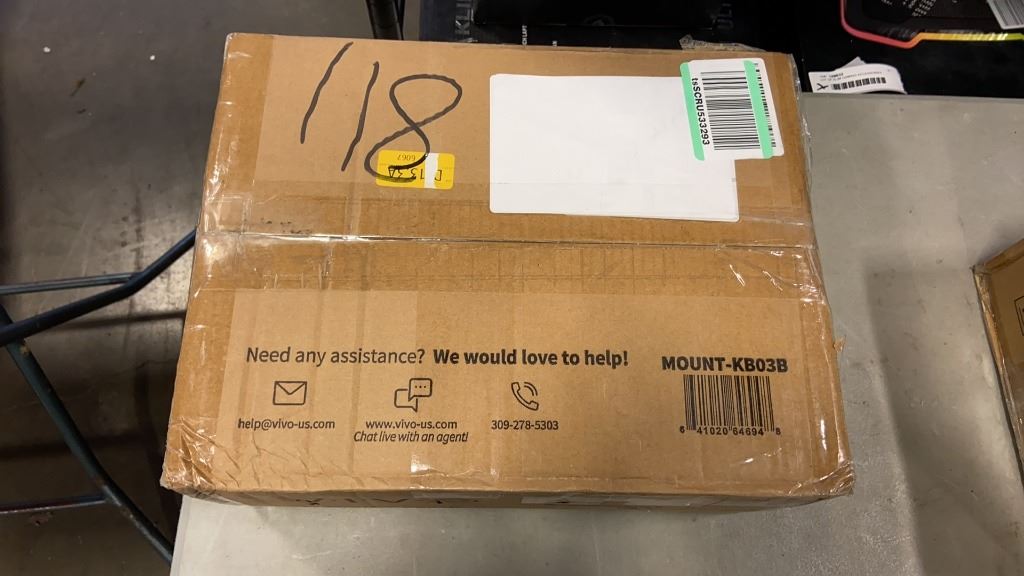 118
tsSCRU533293
6067
Need any assistance? We would love to help!
MOUNT-KB03B
help@vivo-us.com
www.vivo-us.com
Chat live with an agent!
309-278-5303
6 41020 64694 8